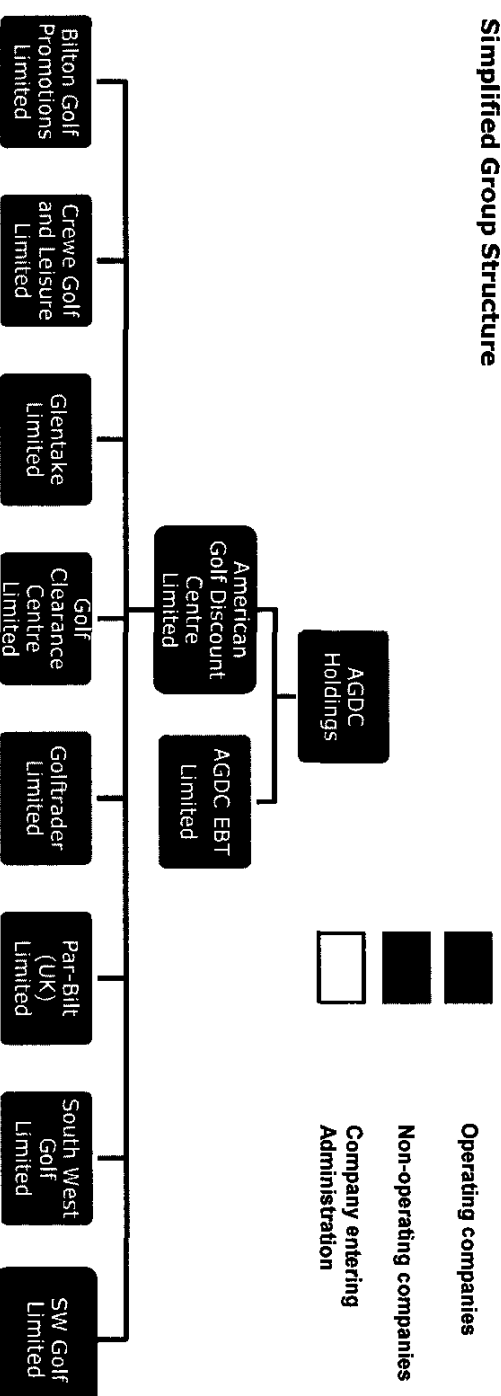 Simplified Group Structure
AGDC
Holdings
American
Golf Discount
Centre
Limited
AGDC EBT
Limited
Bilton Golf
Promotions
Limited
Crewe Golf
and Leisure
Limited
Glentake
Limited
Golf
Clearance
Centre
Limited
Golftrader
Limited
Par-Bilt
(UK)
Limited
South West
Golf
Limited
SW Golf
Limited
Operating companies
Non-operating companies
Company entering
Administration